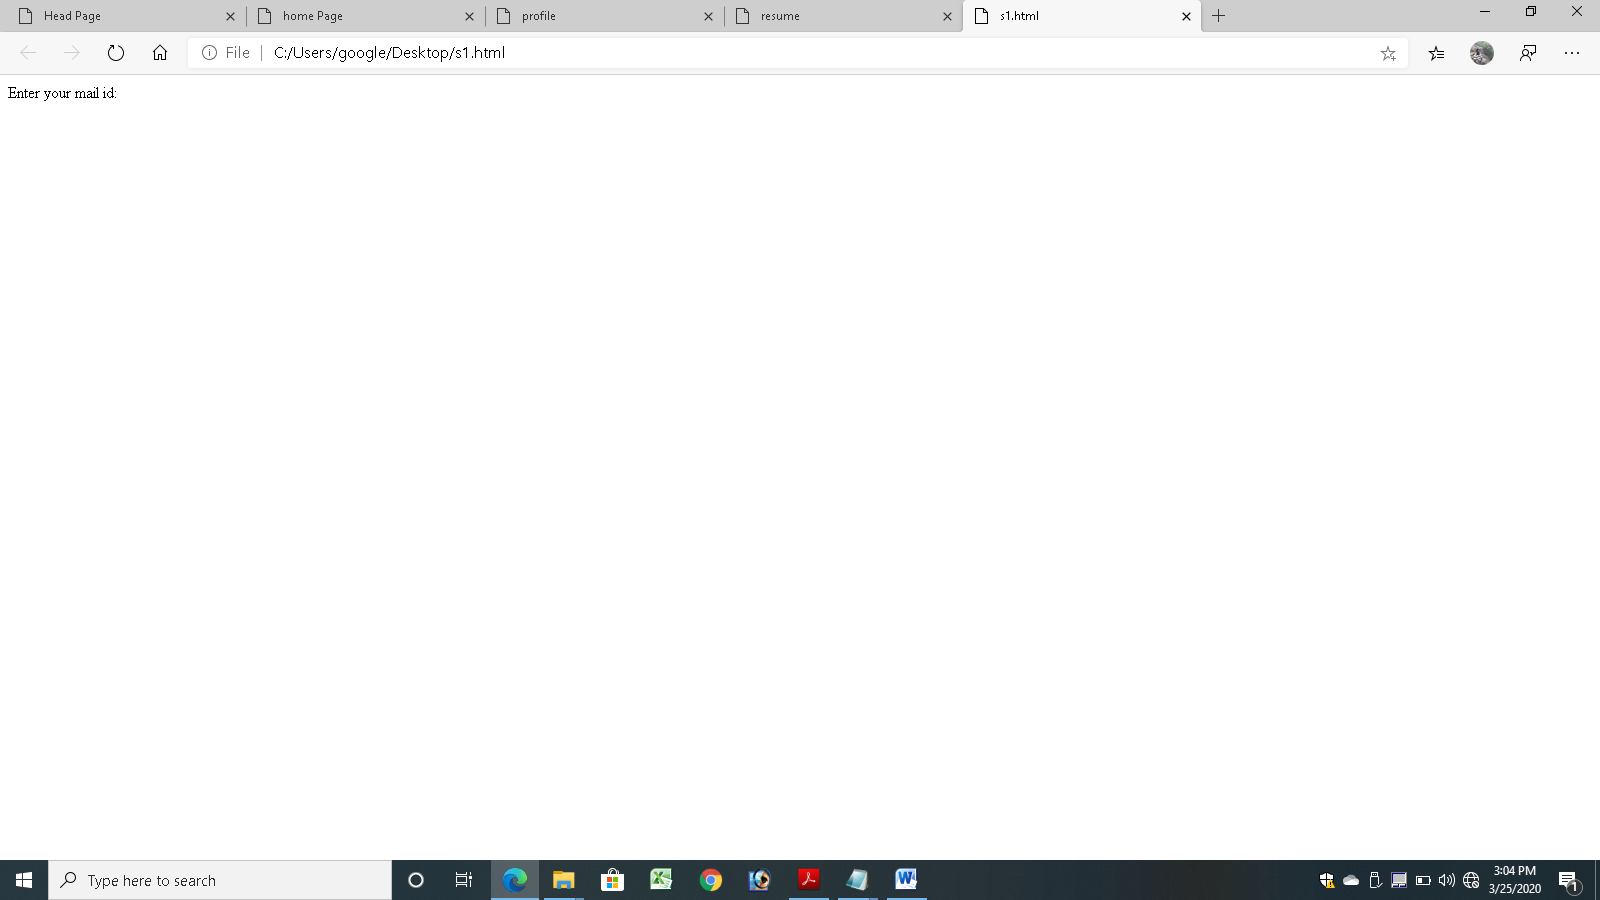 Head Page
home Page
profile
resume
s1.html
File
C:/Users/google/Desktop/s1.html
Enter your mail id:
Type here to search
W
3:04 PM
3/25/2020
1